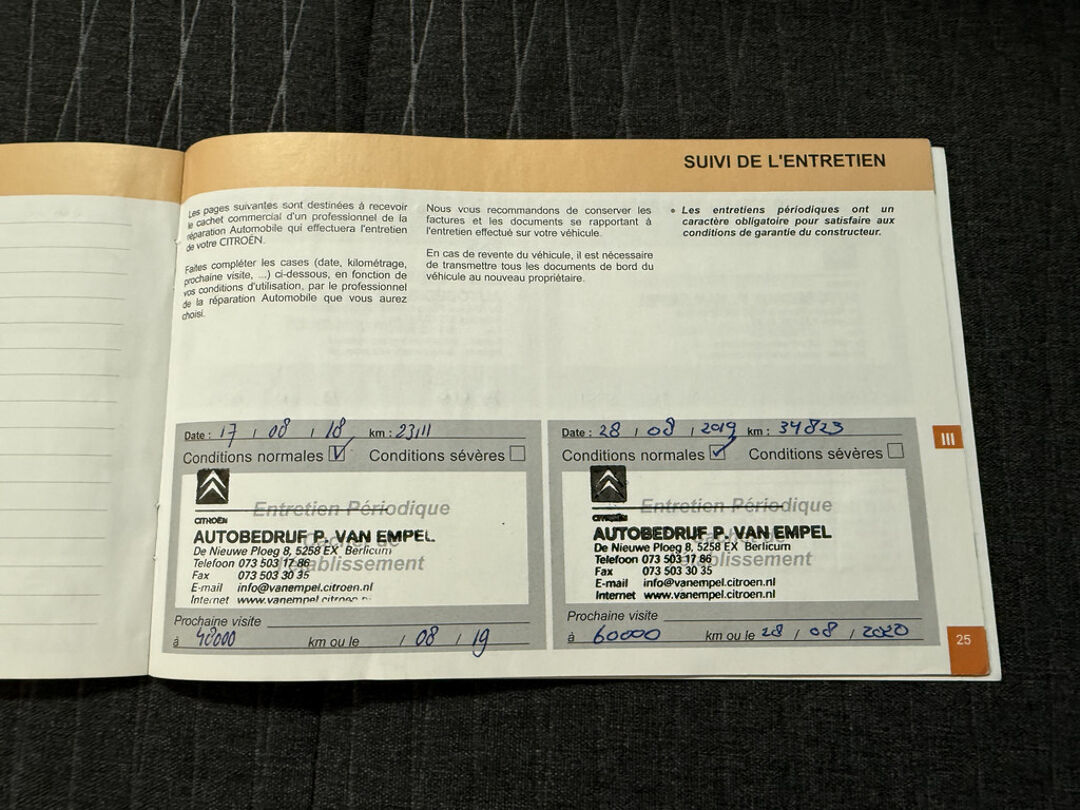 SUIVI DE L'ENTRETIEN
Les pages suivantes sont destinées à recevoir
le cachet commercial d'un professionnel de la
réparation Automobile qui effectuera l'entretien
de votre CITROËN.
Faites compléter les cases (date, kilométrage,
prochaine visite, ...) ci-dessous, en fonction de
vos conditions d'utilisation, par le professionnel
de la réparation Automobile que vous aurez
choisi.
Nous vous recommandons de conserver les
factures et les documents se rapportant à
l'entretien effectué sur votre véhicule.
En cas de revente du véhicule, il est nécessaire
de transmettre tous les documents de bord du
véhicule au nouveau propriétaire.
• Les entretiens périodiques ont un
caractère obligatoire pour satisfaire aux
conditions de garantie du constructeur.
Date : 17 / 08 / 18 km : 23111
Conditions normales Conditions sévères
Entretien Périodique
CITROËN
AUTOBEDRIJF P. VAN EMPEL
De Nieuwe Ploeg 8, 5258 EX Berlicum
Telefoon 073 503 17 86
établissement
Fax 073 503 30 35
E-mail info@vanempel.citroen.nl
Internet www.vanempel.citroen.nl
Prochaine visite
à 48000 km ou le / 08 / 19
Date : 28 / 08 / 2019 km : 34823
Conditions normales Conditions sévères
Entretien Périodique
CITROËN
AUTOBEDRIJF P. VAN EMPEL
De Nieuwe Ploeg 8, 5258 EX Berlicum
Telefoon 073 503 17 86
établissement
Fax 073 503 30 35
E-mail info@vanempel.citroen.nl
Internet www.vanempel.citroen.nl
Prochaine visite
à 60000 km ou le 28 / 08 / 2020
III
25